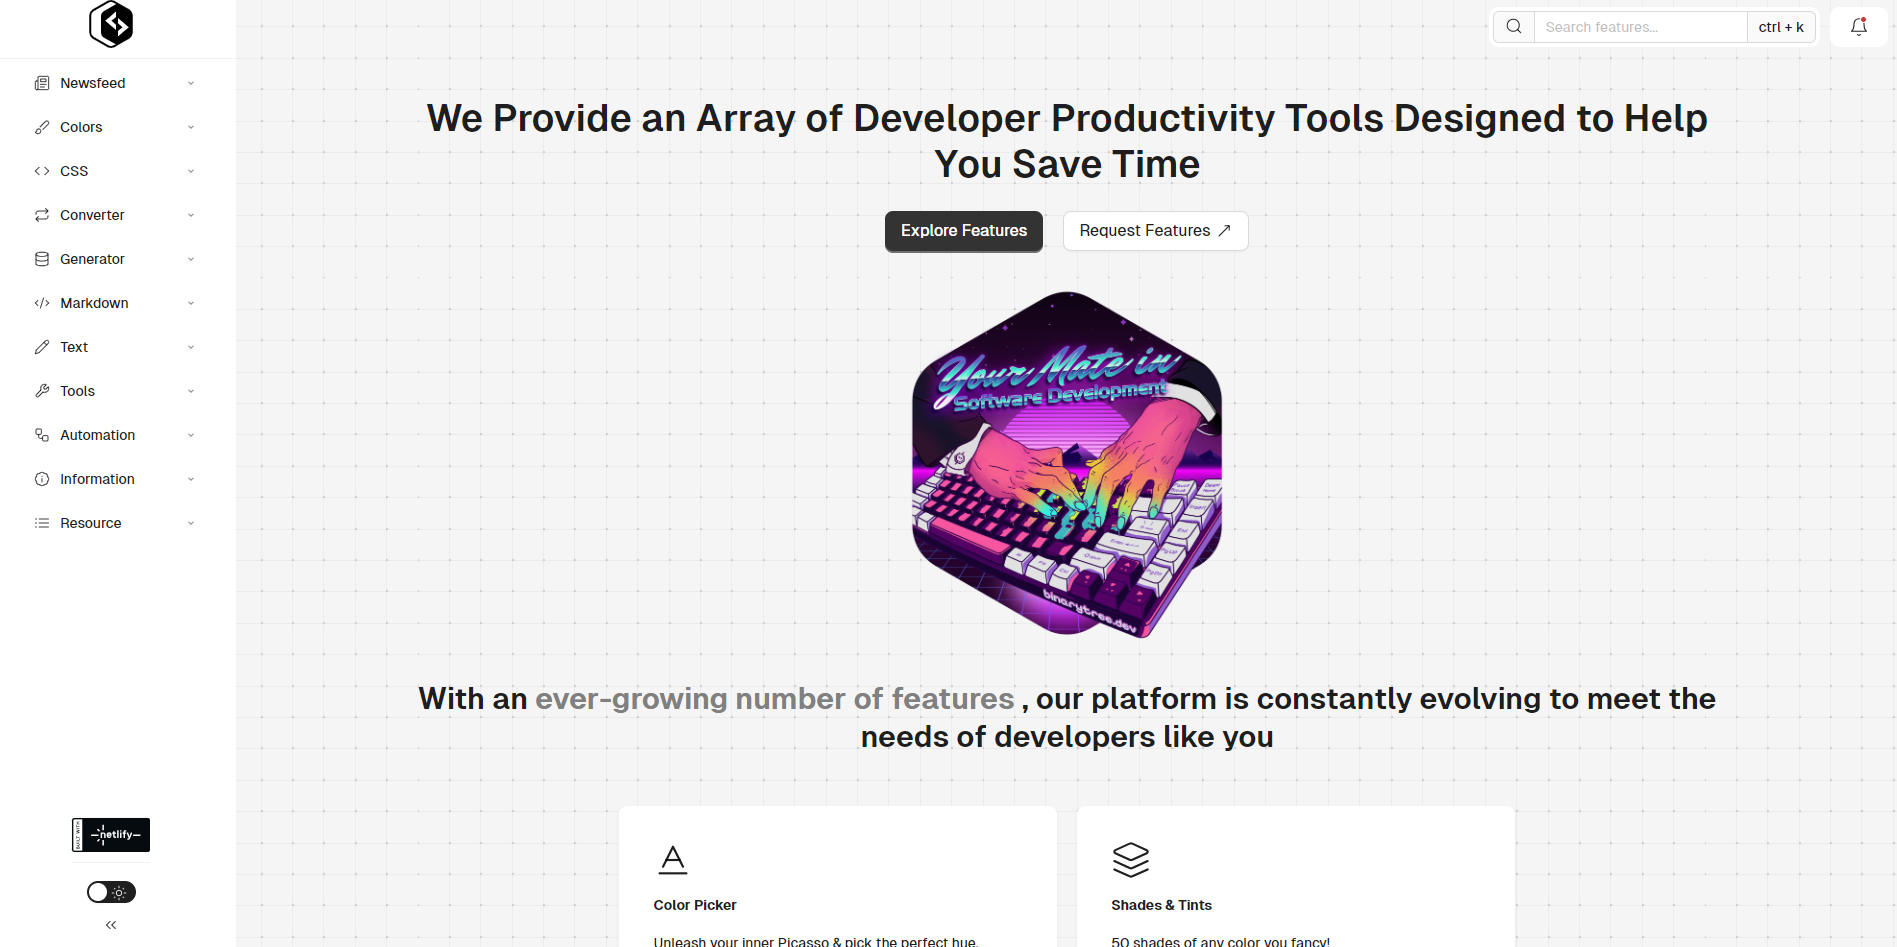 Search features...
ctrl + k
Newsfeed
Colors
CSS
Converter
Generator
Markdown
Text
Tools
Automation
Information
Resource
BUILT WITH
netlify
We Provide an Array of Developer Productivity Tools Designed to Help
You Save Time
Explore Features
Request Features
Your Mate in
Software Development
Insert
End
PgUp
PgDn
binarytree.dev
With an ever-growing number of features , our platform is constantly evolving to meet the
needs of developers like you
Color Picker
Unleash your inner Picasso & pick the perfect hue.
Shades & Tints
50 shades of any color you fancy!